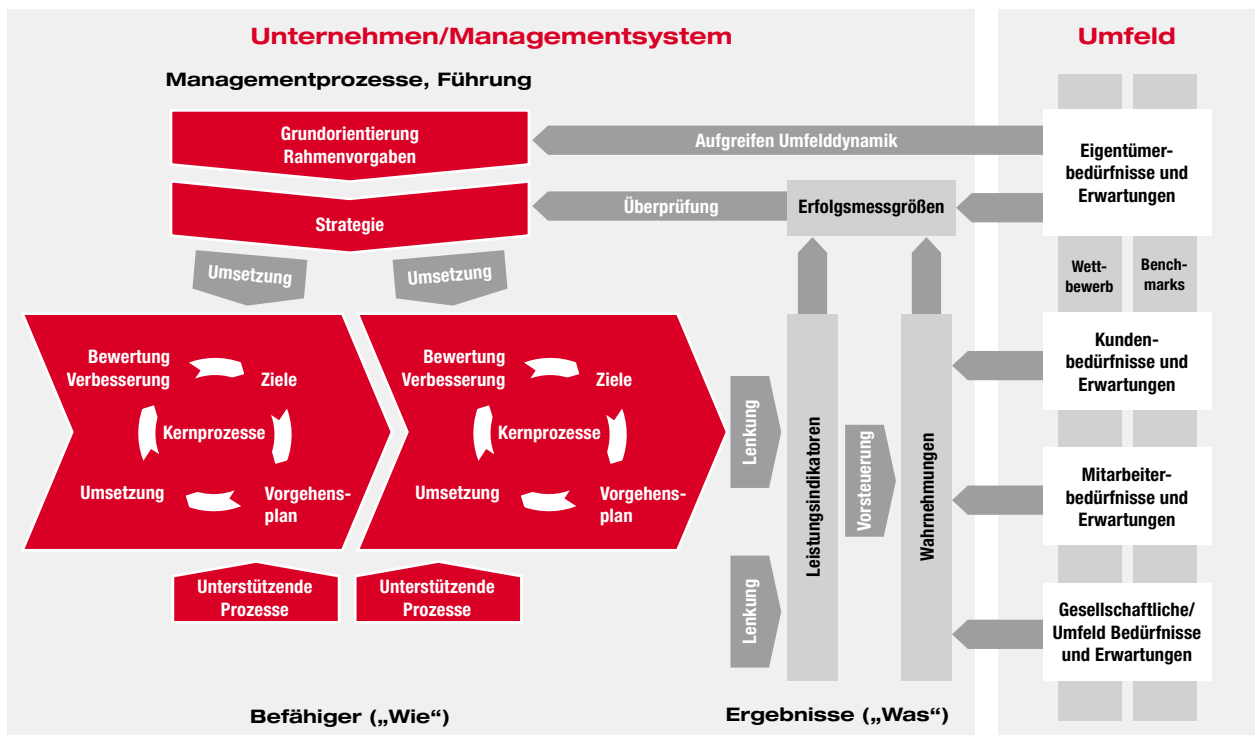 Unternehmen/Managementsystem
Umfeld
Managementprozesse, Führung
Grundorientierung
Rahmenvorgaben
Aufgreifen Umfelddynamik
Eigentümer-
bedürfnisse und
Erwartungen
Strategie
Überprüfung
Erfolgsmessgrößen
Umsetzung
Umsetzung
Wett-
bewerb
Bench-
marks
Bewertung
Verbesserung
Ziele
Kernprozesse
Umsetzung
Vorgehens-
plan
Bewertung
Verbesserung
Ziele
Kernprozesse
Umsetzung
Vorgehens-
plan
Lenkung
Lenkung
Leistungsindikatoren
Vorsteuerung
Wahrnehmungen
Kunden-
bedürfnisse und
Erwartungen
Mitarbeiter-
bedürfnisse und
Erwartungen
Gesellschaftliche/
Umfeld Bedürfnisse
und Erwartungen
Unterstützende
Prozesse
Unterstützende
Prozesse
Befähiger („Wie“)
Ergebnisse („Was“)